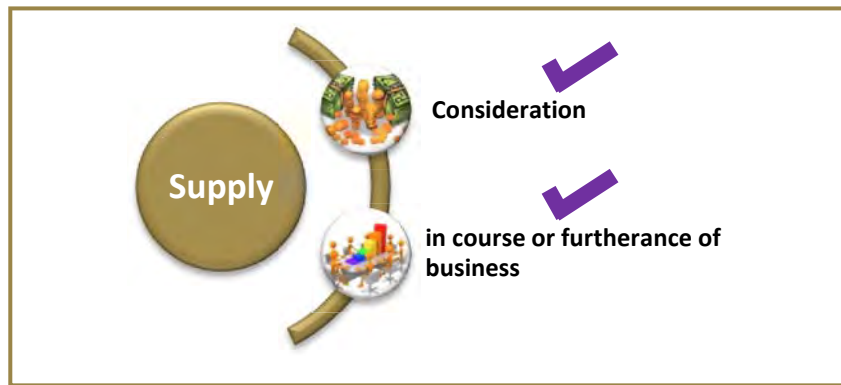 Consideration
Supply
in course or furtherance of
business